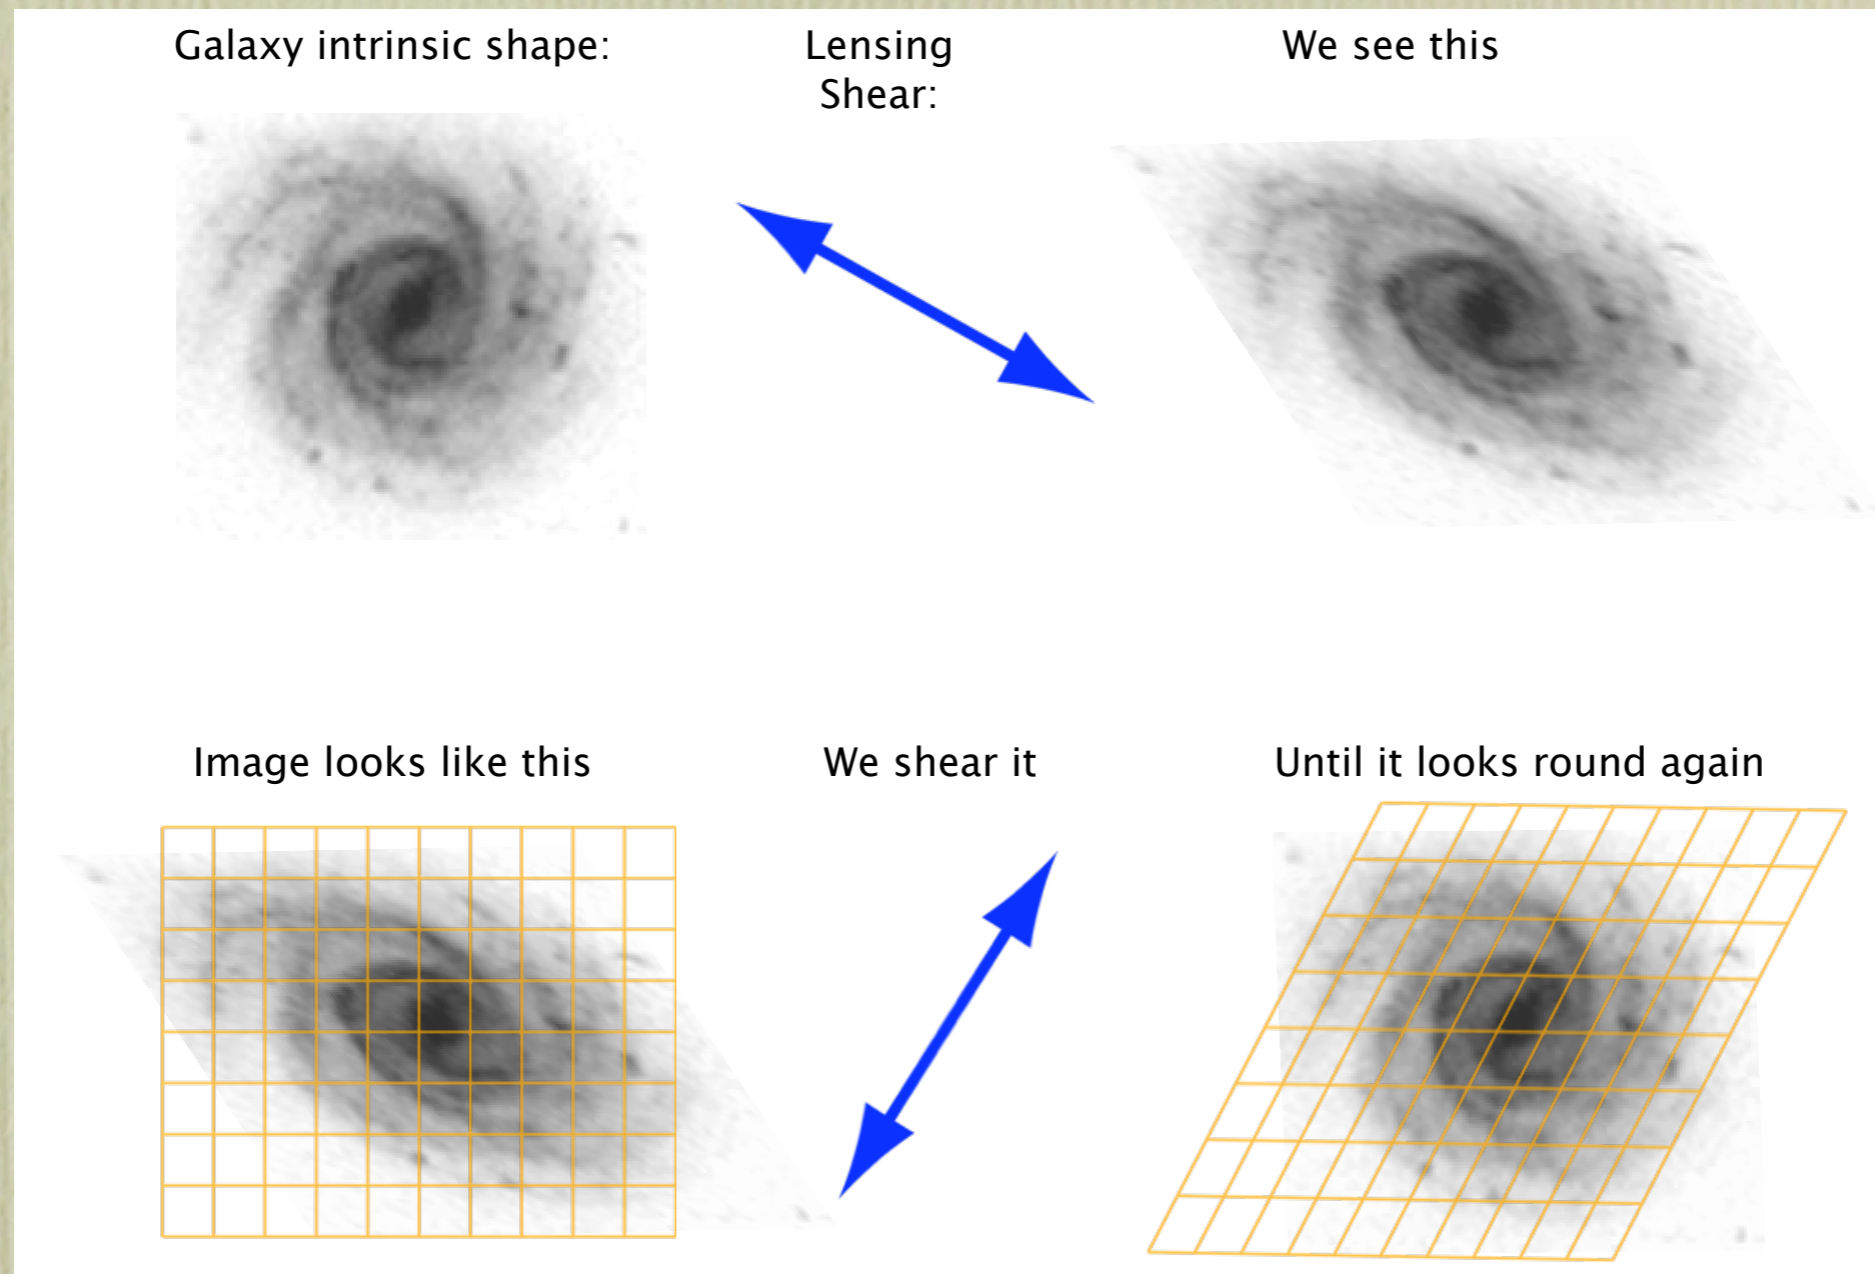 Galaxy intrinsic shape:
Lensing
Shear:
We see this
Image looks like this
We shear it
Until it looks round again